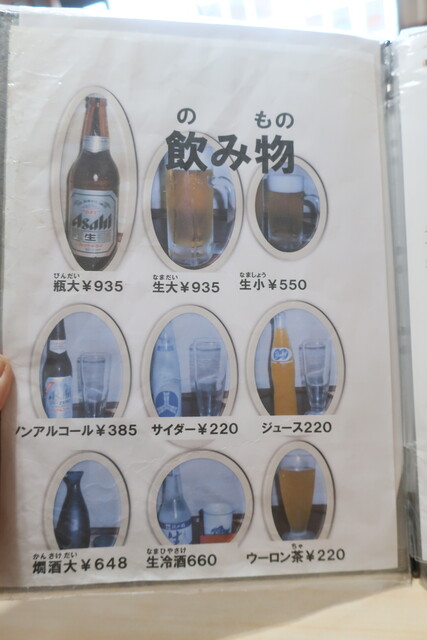 の もの
飲み物
Asahi
生
びんだい なまだい なましょう
瓶大¥935 生大¥935 生小¥550
ノンアルコール¥385 サイダー¥220 ジュース220
かんさけだい なまひやさけ ちゃ
燗酒大¥648 生冷酒660 ウーロン茶¥220